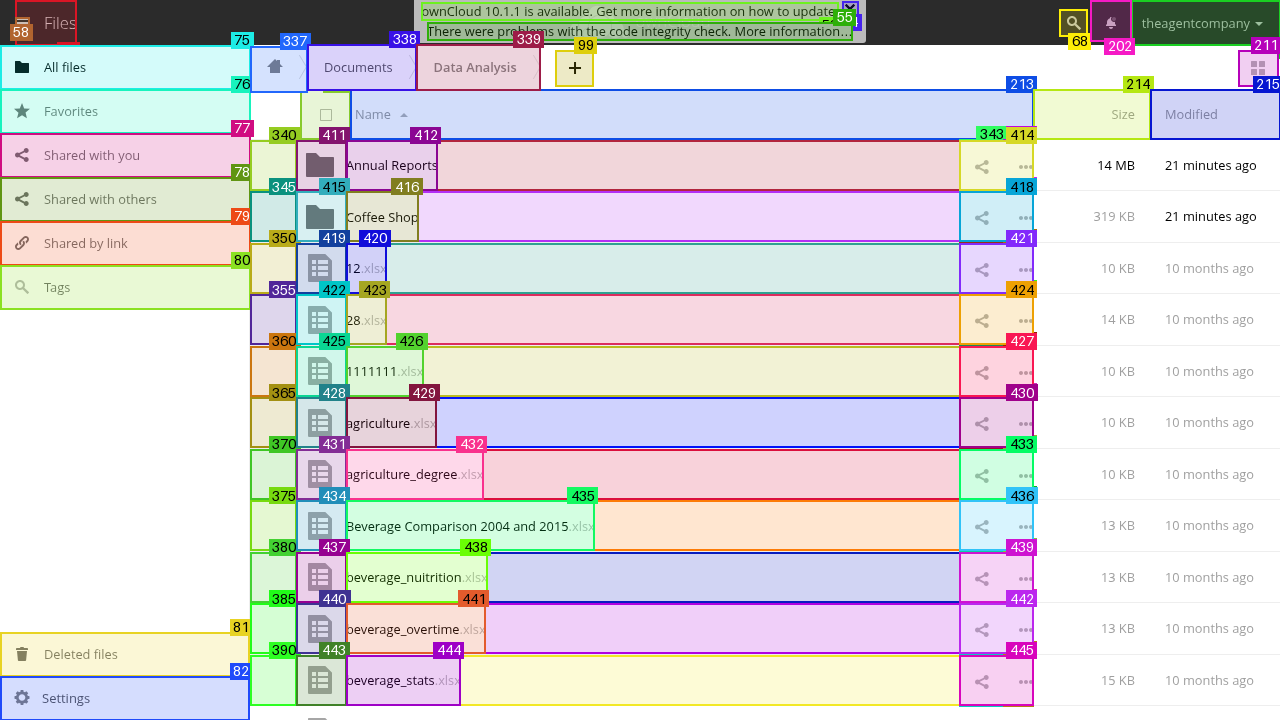 ownCloud 10.1.1 is available. Get more information on how to update
55
Files
There were problems with the code integrity check. More information...
theagentcompany
58
68
202
75
337
338
339
99
211
All files
Documents
Data Analysis
+
76
213
214
215
Favorites
Name
Size
Modified
77
340
411
412
343
414
Shared with you
Annual Reports
14 MB
21 minutes ago
78
345
415
416
418
Shared with others
Coffee Shop
319 KB
21 minutes ago
79
350
419
420
421
Shared by link
12.xlsx
10 KB
10 months ago
80
355
422
423
424
Tags
28.xlsx
14 KB
10 months ago
360
425
426
427
1111111.xlsx
10 KB
10 months ago
365
428
429
430
agriculture.xlsx
10 KB
10 months ago
370
431
432
433
agriculture_degree.xlsx
10 KB
10 months ago
375
434
435
436
Beverage Comparison 2004 and 2015.xlsx
13 KB
10 months ago
380
437
438
439
beverage_nuitrition.xlsx
13 KB
10 months ago
385
440
441
442
beverage_overtime.xlsx
13 KB
10 months ago
81
390
443
444
445
Deleted files
beverage_stats.xlsx
15 KB
10 months ago
82
Settings